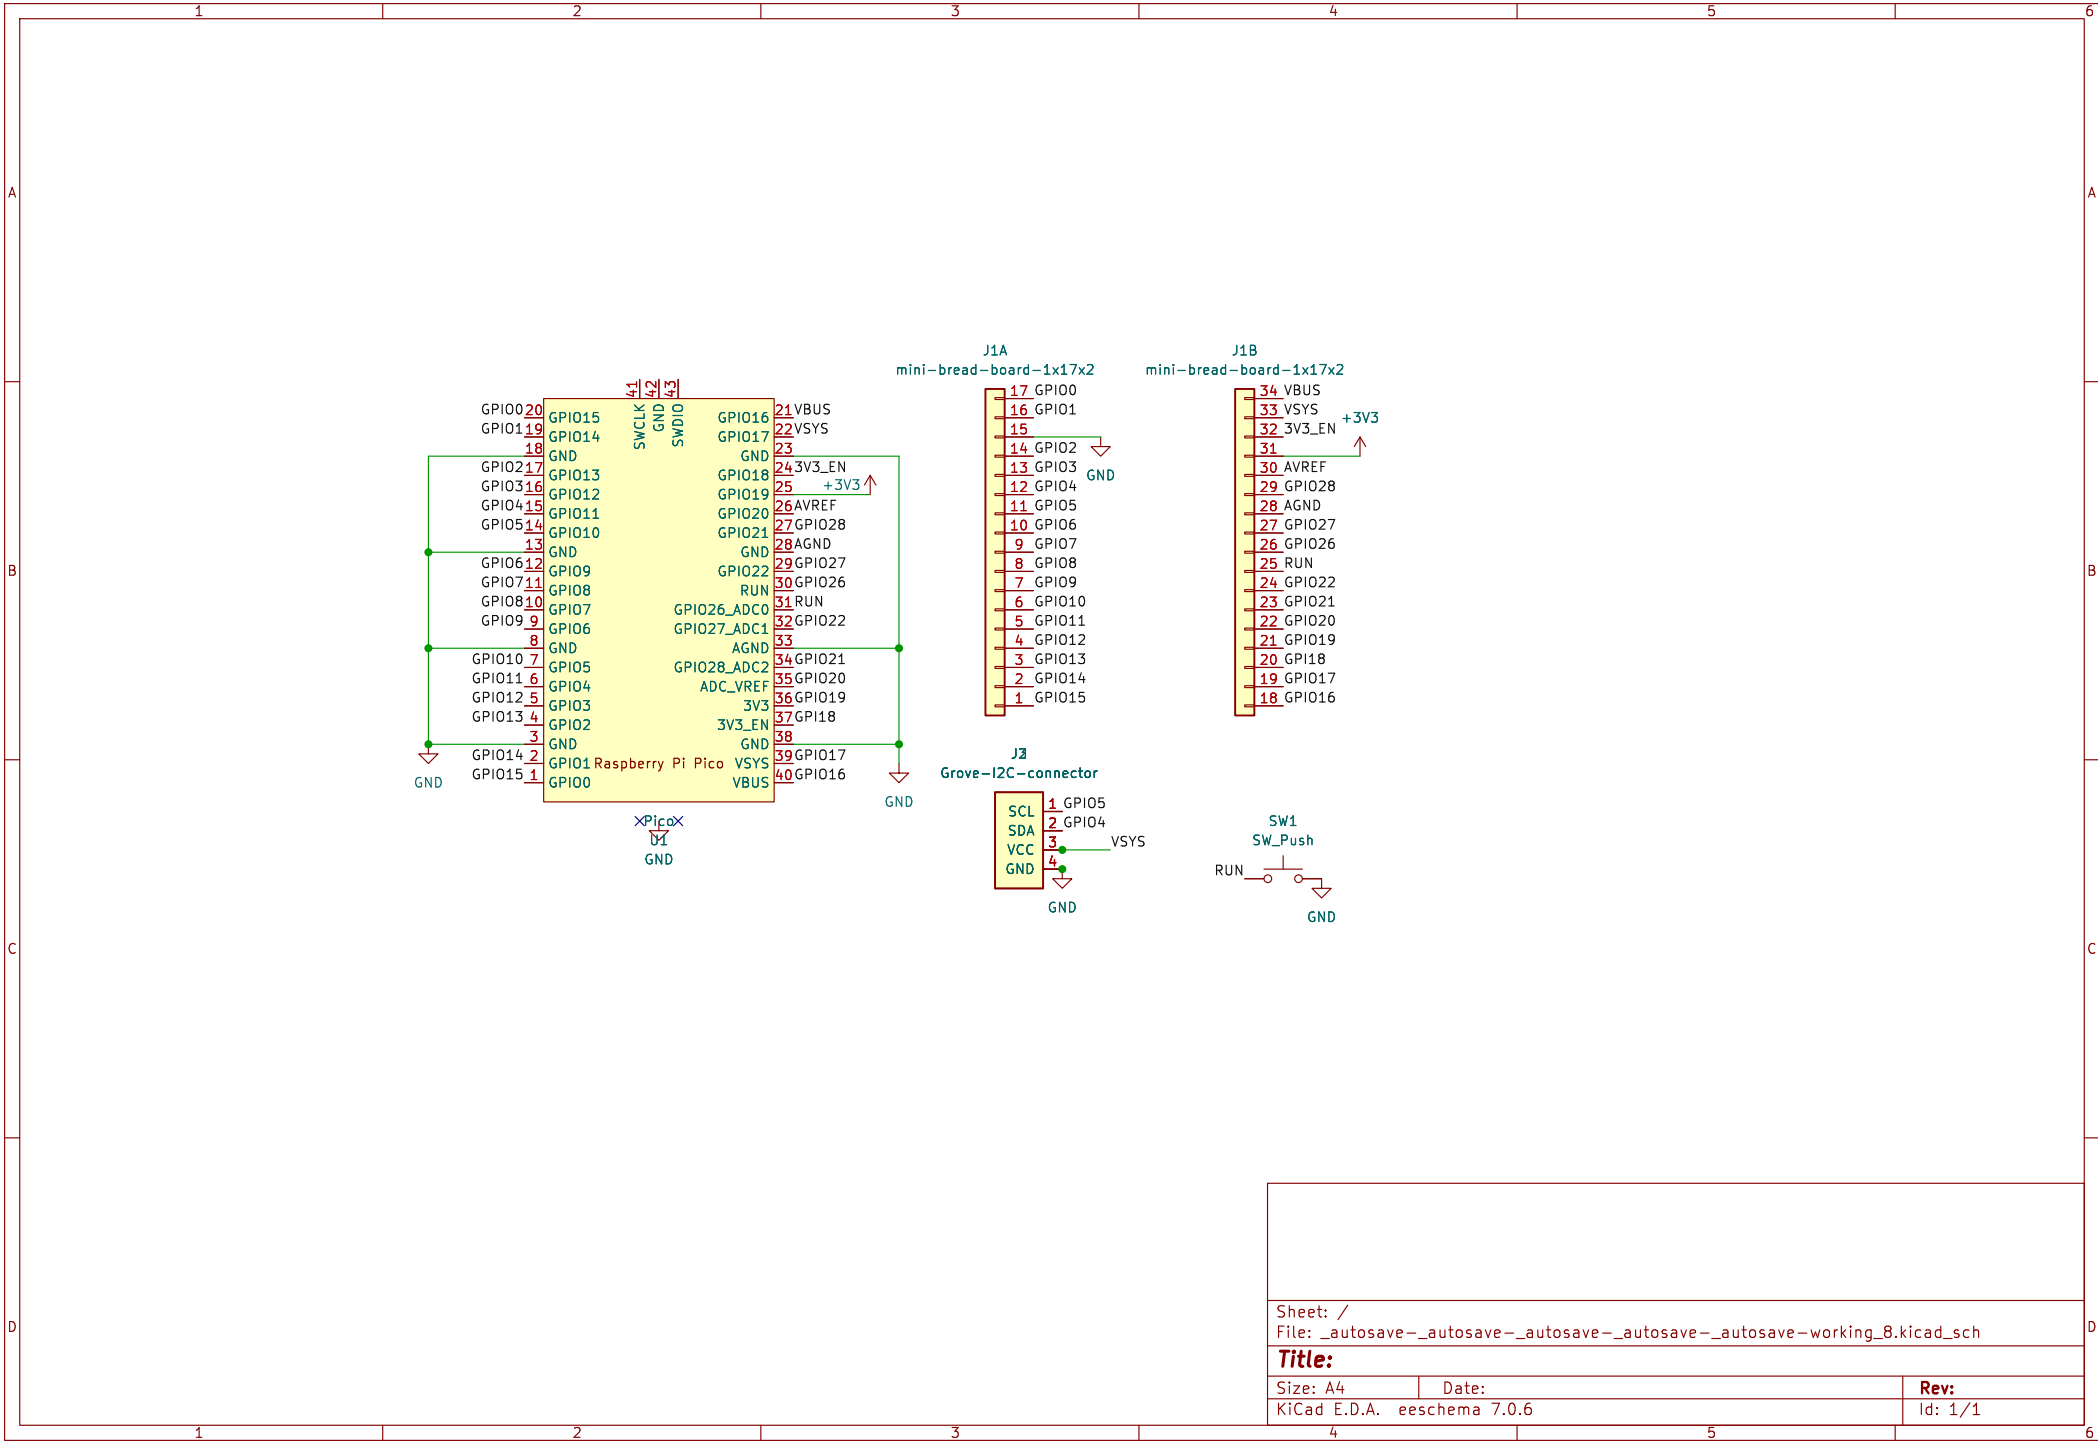 1 2 3 4 5 6
A A
B B
C C
D D
J1A
mini-bread-board-1x17x2
17 GPIO0
16 GPIO1
15
GND
14 GPIO2
13 GPIO3
12 GPIO4
11 GPIO5
10 GPIO6
9 GPIO7
8 GPIO8
7 GPIO9
6 GPIO10
5 GPIO11
4 GPIO12
3 GPIO13
2 GPIO14
1 GPIO15
J1B
mini-bread-board-1x17x2
34 VBUS
33 VSYS
32 3V3_EN
+3V3
31
30 AVREF
29 GPIO28
28 AGND
27 GPIO27
26 GPIO26
25 RUN
24 GPIO22
23 GPIO21
22 GPIO20
21 GPIO19
20 GPI18
19 GPIO17
18 GPIO16
41 42 43
SWCLK GND SWDIO
GPIO0 20 GPIO15 GPIO16 21 VBUS
GPIO1 19 GPIO14 GPIO17 22 VSYS
18 GND GND 23
GPIO2 17 GPIO13 GPIO18 24 3V3_EN
GPIO3 16 GPIO12 GPIO19 25 +3V3
GPIO4 15 GPIO11 GPIO20 26 AVREF
GPIO5 14 GPIO10 GPIO21 27 GPIO28
13 GND GND 28 AGND
GPIO6 12 GPIO9 GPIO22 29 GPIO27
GPIO7 11 GPIO8 RUN 30 GPIO26
GPIO8 10 GPIO7 GPIO26_ADC0 31 RUN
GPIO9 9 GPIO6 GPIO27_ADC1 32 GPIO22
8 GND AGND 33
GPIO10 7 GPIO5 GPIO28_ADC2 34 GPIO21
GPIO11 6 GPIO4 ADC_VREF 35 GPIO20
GPIO12 5 GPIO3 3V3 36 GPIO19
GPIO13 4 GPIO2 3V3_EN 37 GPI18
3 GND GND 38
GPIO14 2 GPIO1 Raspberry Pi Pico VSYS 39 GPIO17
GPIO15 1 GPIO0 VBUS 40 GPIO16
GND GND
Pico
U1
GND
Grove-I2C-connector
SCL 1 GPIO5
SDA 2 GPIO4
VCC 3 VSYS
GND 4
GND
SW1
SW_Push
RUN
GND
Sheet: /
File: _autosave-_autosave-_autosave-_autosave-_autosave-working_8.kicad_sch
Title:
Size: A4 Date: Rev:
KiCad E.D.A. eeschema 7.0.6 Id: 1/1
1 2 3 4 5 6